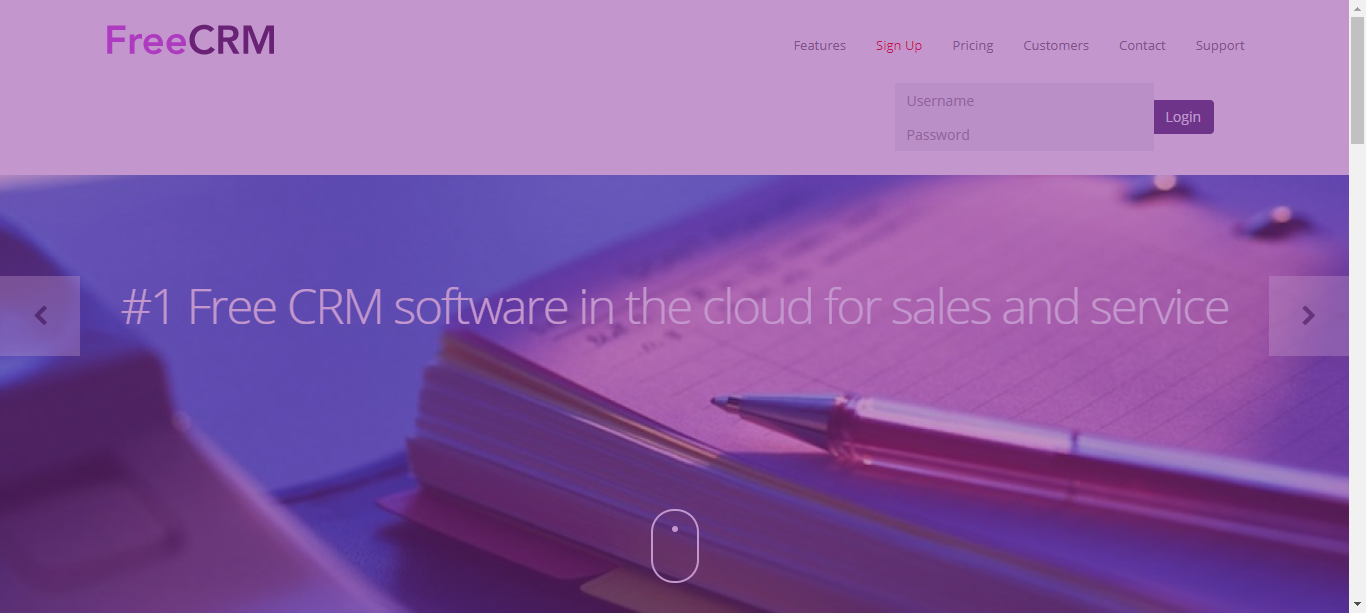 FreeCRM
Features Sign Up Pricing Customers Contact Support
Username
Password
Login
#1 Free CRM software in the cloud for sales and service